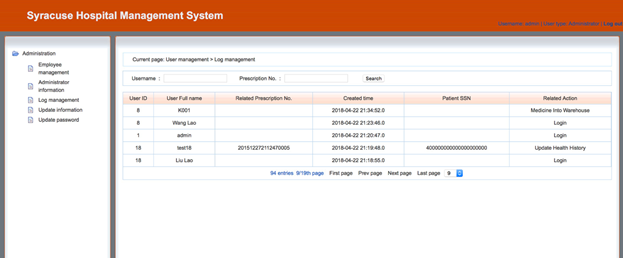 Syracuse Hospital Management System
Username: admin | User type: Administrator | Log out
Administration
Employee
management
Administrator
information
Log management
Update information
Update password
Current page: User management > Log management
Username : Prescription No. : Search
User ID User Full name Related Prescription No. Created time Patient SSN Related Action
8 K001 2018-04-22 21:34:52.0 Medicine Into Warehouse
8 Wang Lao 2018-04-22 21:23:46.0 Login
1 admin 2018-04-22 21:20:47.0 Login
18 test18 201512272112470005 2018-04-22 21:19:48.0 Update Health History
18 Liu Lao 2018-04-22 21:18:55.0 Login
94 entries 9/19th page First page Prev page Next page Last page 9